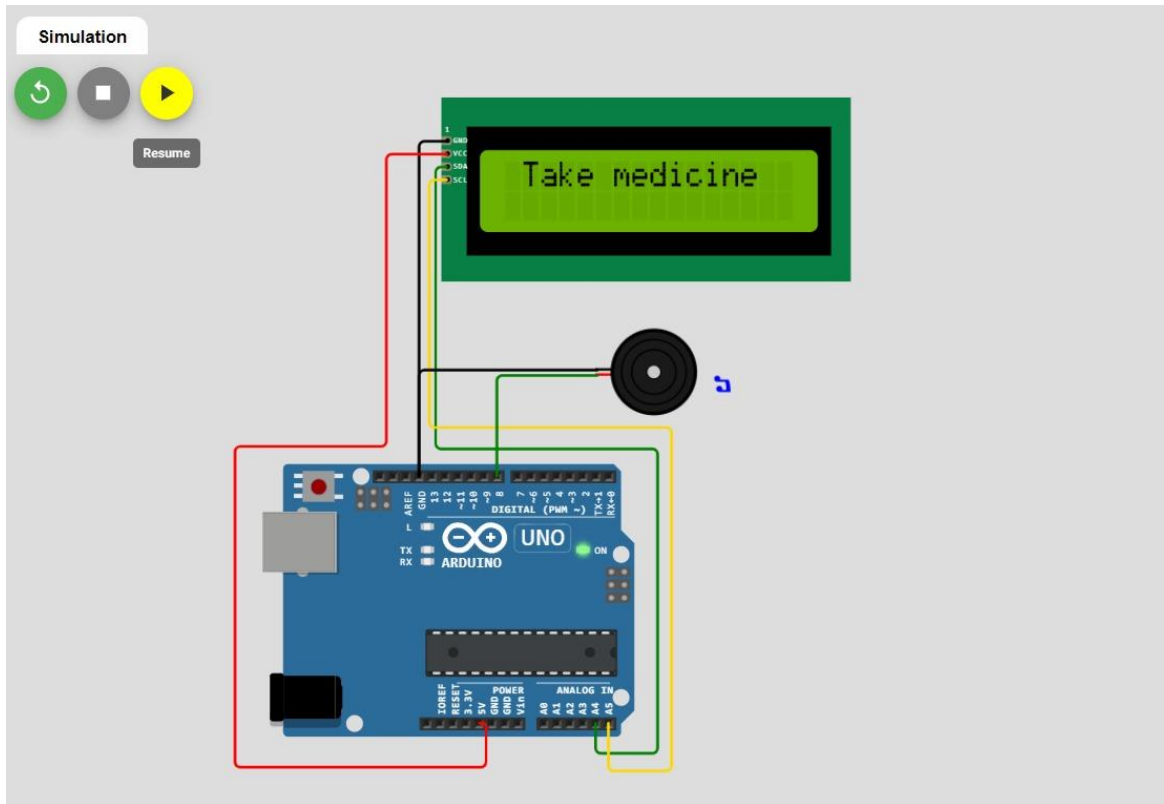 Simulation
Resume
1
GND
VCC
SDA
SCL
Take medicine
AREF
GND
13
12
~11
~10
~9
8
7
~6
~5
4
~3
2
TX→1
RX←0
DIGITAL (PWM ~)
L
TX
RX
UNO
ON
ARDUINO
IOREF
RESET
3.3V
5V
GND
GND
Vin
POWER
ANALOG IN
A0
A1
A2
A3
A4
A5